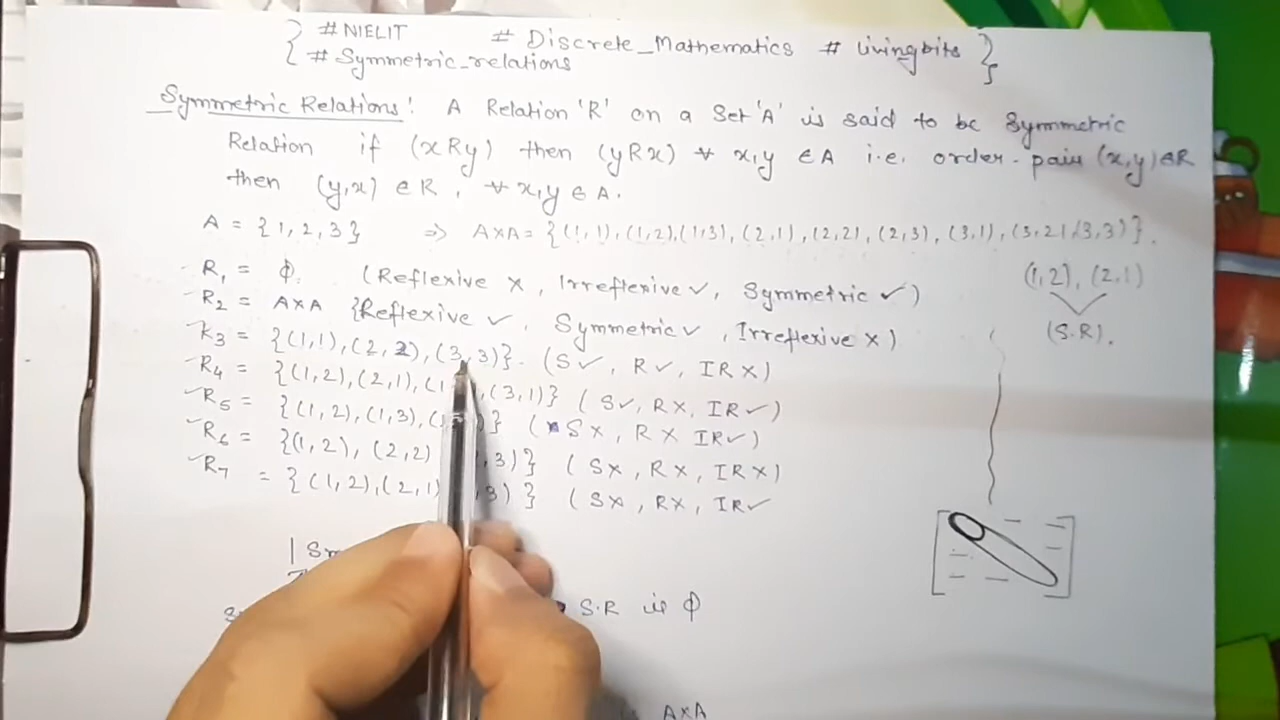 { #NIELIT # Discrete_Mathematics # livingbits }
# Symmetric_relations
Symmetric Relations: A Relation 'R' on a Set 'A' is said to be Symmetric
Relation if (xRy) then (yRx) ∀ x,y ∈A i.e. order-pair (x,y)∈R
then (y,x) ∈R, ∀ x,y ∈ A.
A = {1,2,3} ⇒ A×A = {(1,1), (1,2),(1,3), (2,1), (2,2), (2,3), (3,1), (3,2),(3,3)}.
R₁ = ϕ. (Reflexive ×, Irreflexive ✓, Symmetric ✓)
R₂ = A×A {Reflexive ✓, Symmetric ✓, Irreflexive ×)
R₃ = {(1,1),(2,2),(3,3)}. (S✓, R✓, IR×)
R₄ = {(1,2),(2,1),(1 ,(3,1)} (S✓, R×, IR✓)
R₅ = {(1,2),(1,3),( )} (S×, R× IR✓)
R₆ = {(1,2), (2,2) ,3)} (S×, R×, IR×)
R₇ = {(1,2),(2,1) ,3)} (S×, R×, IR✓
(1,2), (2,1)
(S.R).
S.R is ϕ
A×A